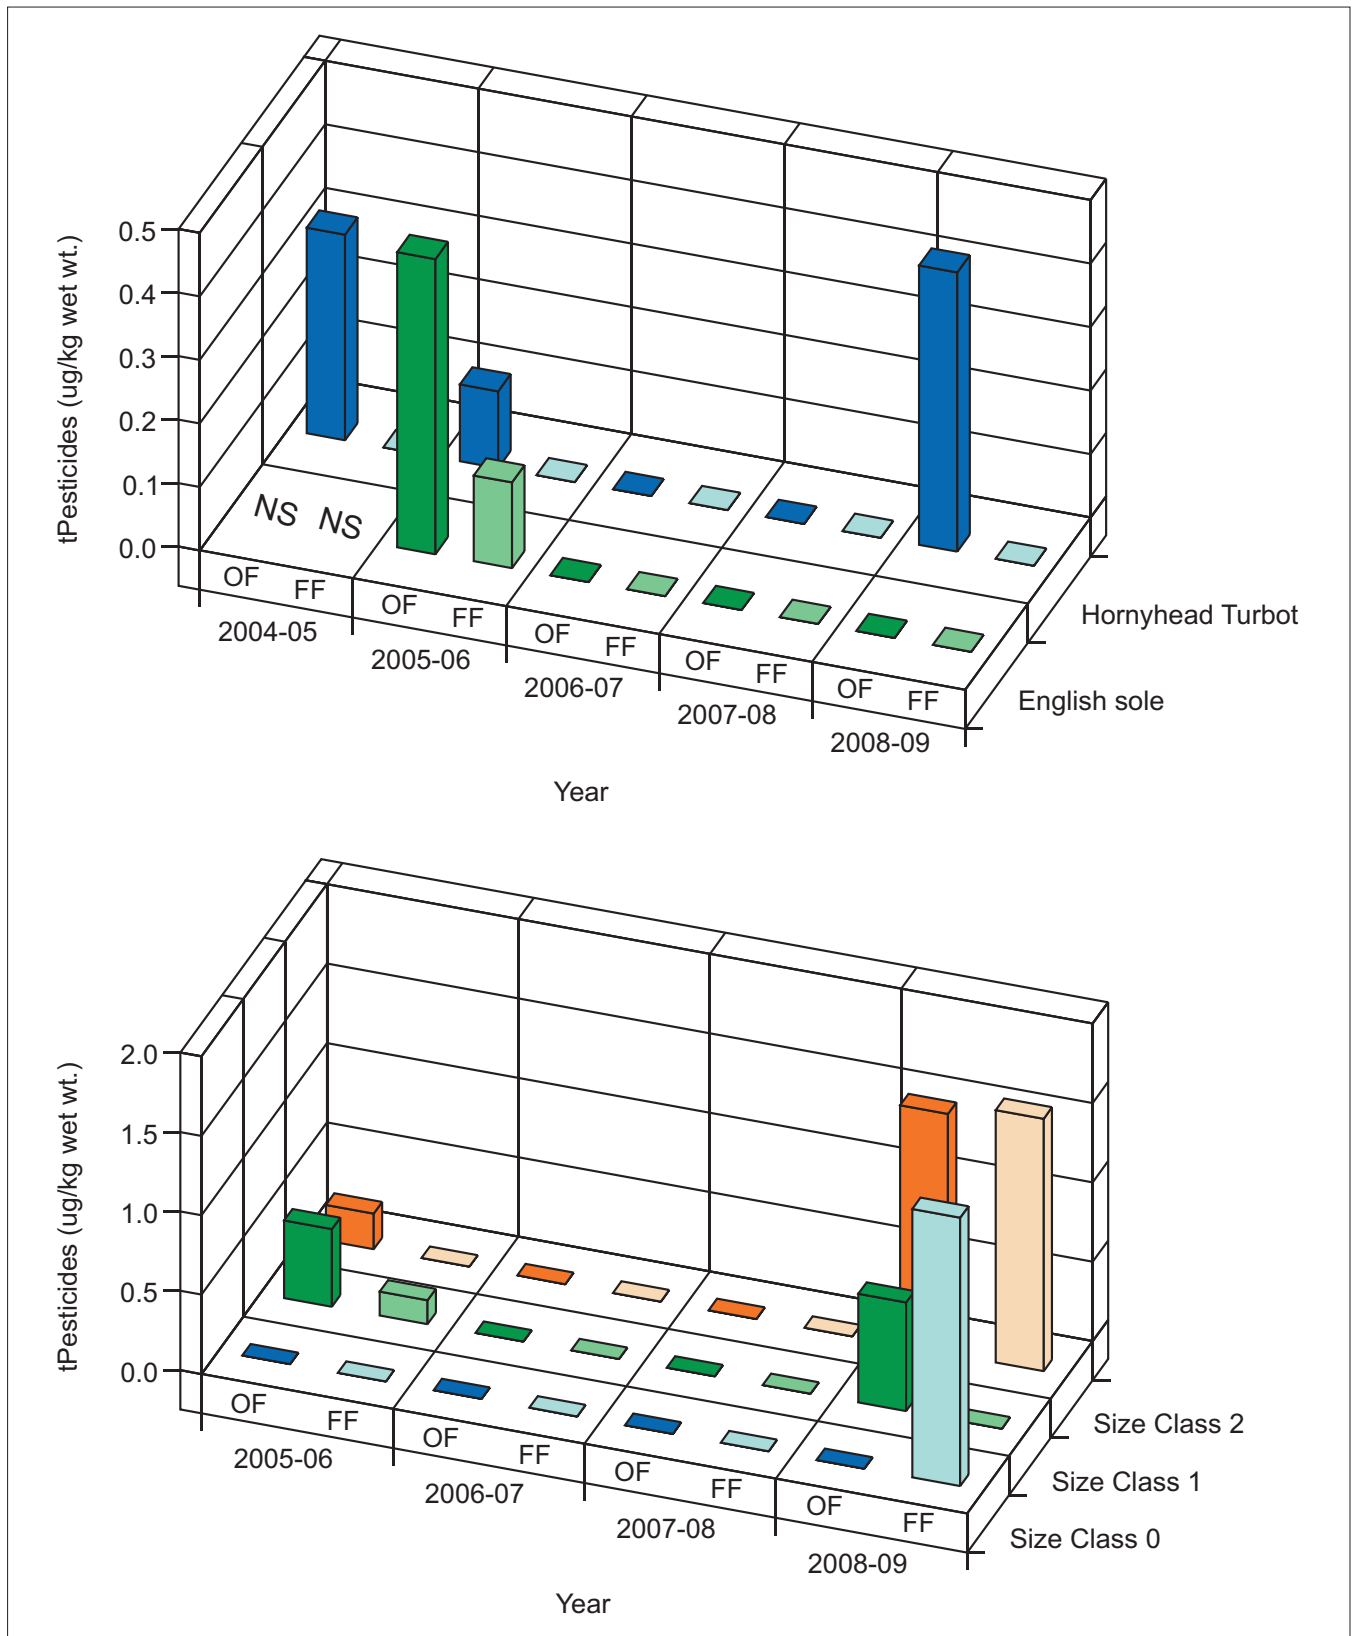 tPesticides (ug/kg wet wt.)
0.5
0.4
0.3
0.2
0.1
0.0
NS NS
OF FF OF FF OF FF OF FF OF FF
2004-05
2005-06
2006-07
2007-08
2008-09
Hornyhead Turbot
English sole
Year
tPesticides (ug/kg wet wt.)
2.0
1.5
1.0
0.5
0.0
OF FF OF FF OF FF OF FF
2005-06
2006-07
2007-08
2008-09
Size Class 2
Size Class 1
Size Class 0
Year